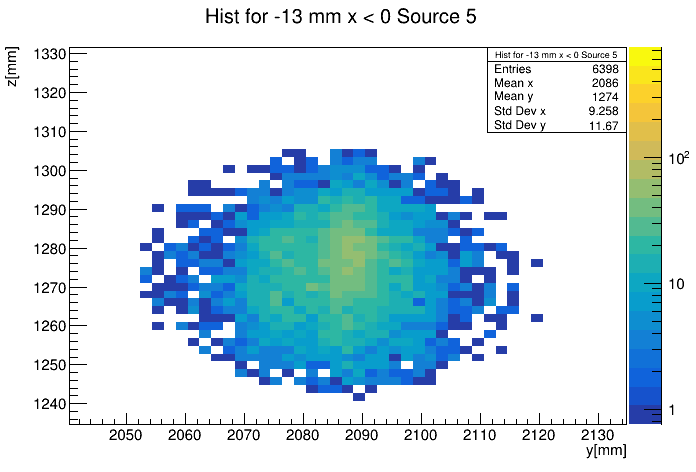 Hist for -13 mm x < 0 Source 5
z[mm]
Hist for -13 mm x < 0 Source 5
Entries 6398
Mean x 2086
Mean y 1274
Std Dev x 9.258
Std Dev y 11.67
1330
1320
1310
1300
1290
1280
1270
1260
1250
1240
10²
10
1
2050 2060 2070 2080 2090 2100 2110 2120 2130
y[mm]